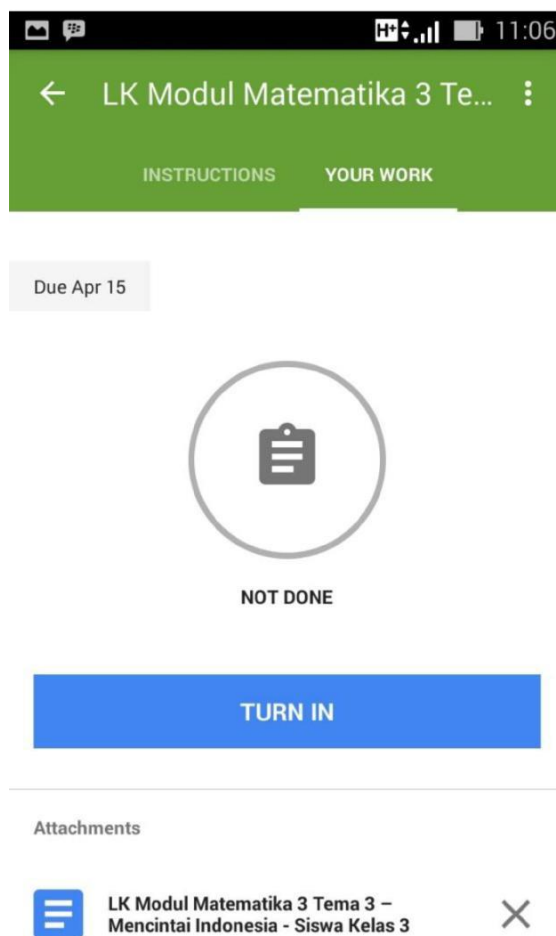 H+ 11:06
LK Modul Matematika 3 Te...
INSTRUCTIONS YOUR WORK
Due Apr 15
NOT DONE
TURN IN
Attachments
LK Modul Matematika 3 Tema 3 –
Mencintai Indonesia - Siswa Kelas 3